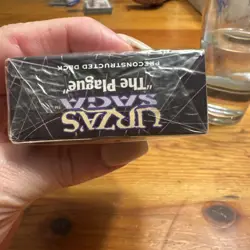 URZA'S
SAGA
"The Plague"
PRECONSTRUCTED DECK